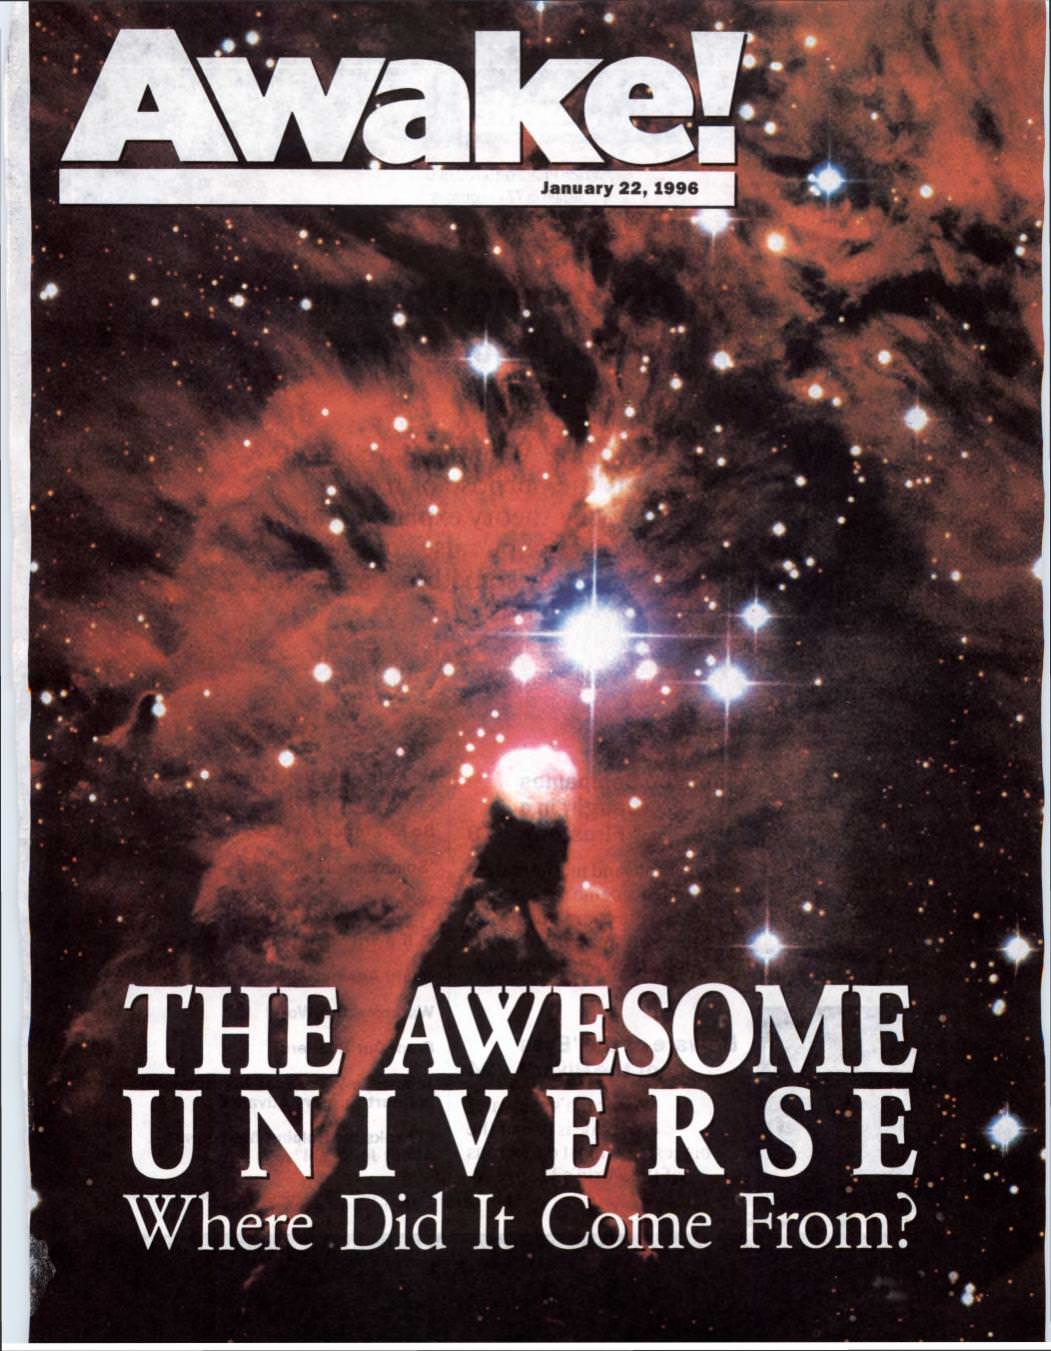 Awake!
January 22, 1996
THE AWESOME
UNIVERSE
Where Did It Come From?